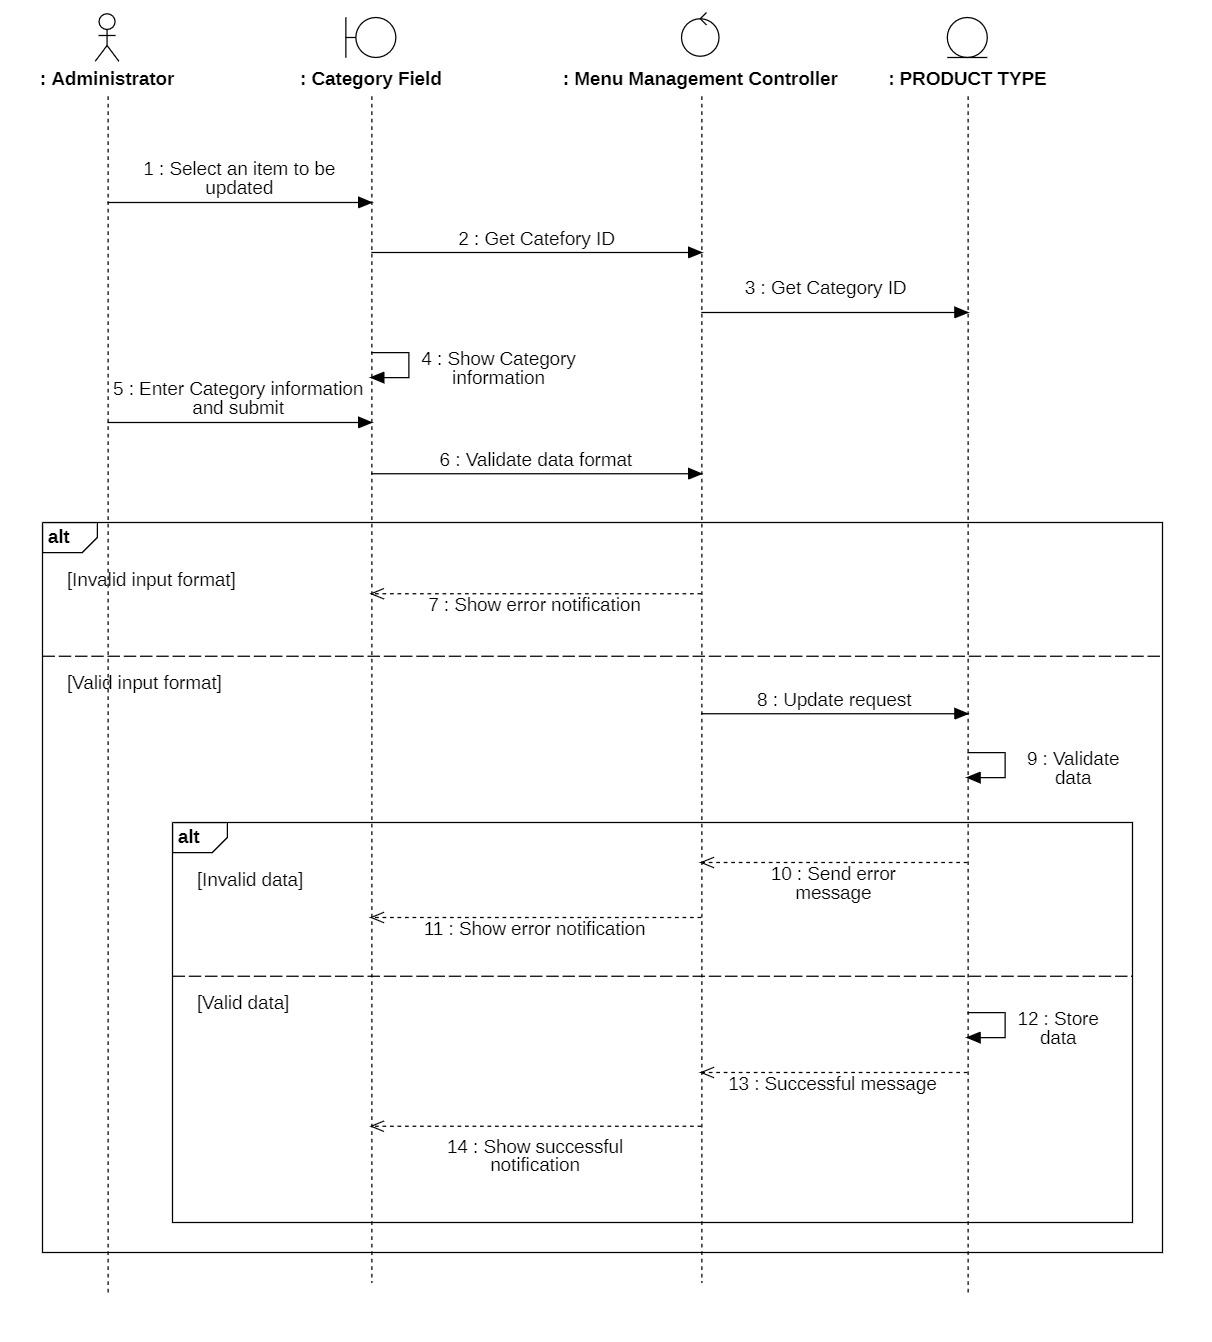 : Administrator
: Category Field
: Menu Management Controller
: PRODUCT TYPE
1 : Select an item to be
updated
2 : Get Catefory ID
3 : Get Category ID
4 : Show Category
information
5 : Enter Category information
and submit
6 : Validate data format
alt
[Invalid input format]
7 : Show error notification
[Valid input format]
8 : Update request
9 : Validate
data
alt
[Invalid data]
10 : Send error
message
11 : Show error notification
[Valid data]
12 : Store
data
13 : Successful message
14 : Show successful
notification